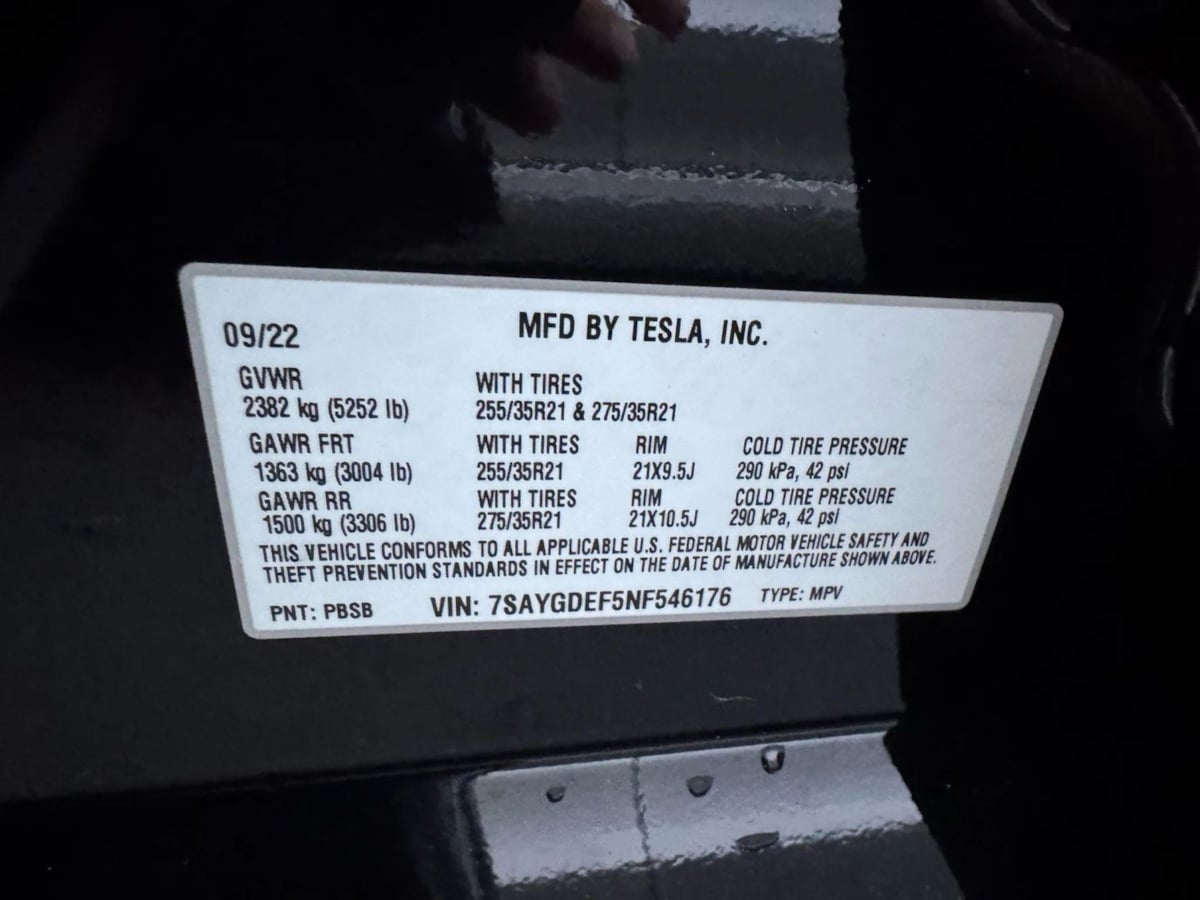 09/22 MFD BY TESLA, INC.
GVWR WITH TIRES
2382 kg (5252 lb) 255/35R21 & 275/35R21
GAWR FRT WITH TIRES RIM COLD TIRE PRESSURE
1363 kg (3004 lb) 255/35R21 21X9.5J 290 kPa, 42 psi
GAWR RR WITH TIRES RIM COLD TIRE PRESSURE
1500 kg (3306 lb) 275/35R21 21X10.5J 290 kPa, 42 psi
THIS VEHICLE CONFORMS TO ALL APPLICABLE U.S. FEDERAL MOTOR VEHICLE SAFETY AND
THEFT PREVENTION STANDARDS IN EFFECT ON THE DATE OF MANUFACTURE SHOWN ABOVE.
PNT: PBSB VIN: 7SAYGDEF5NF546176 TYPE: MPV